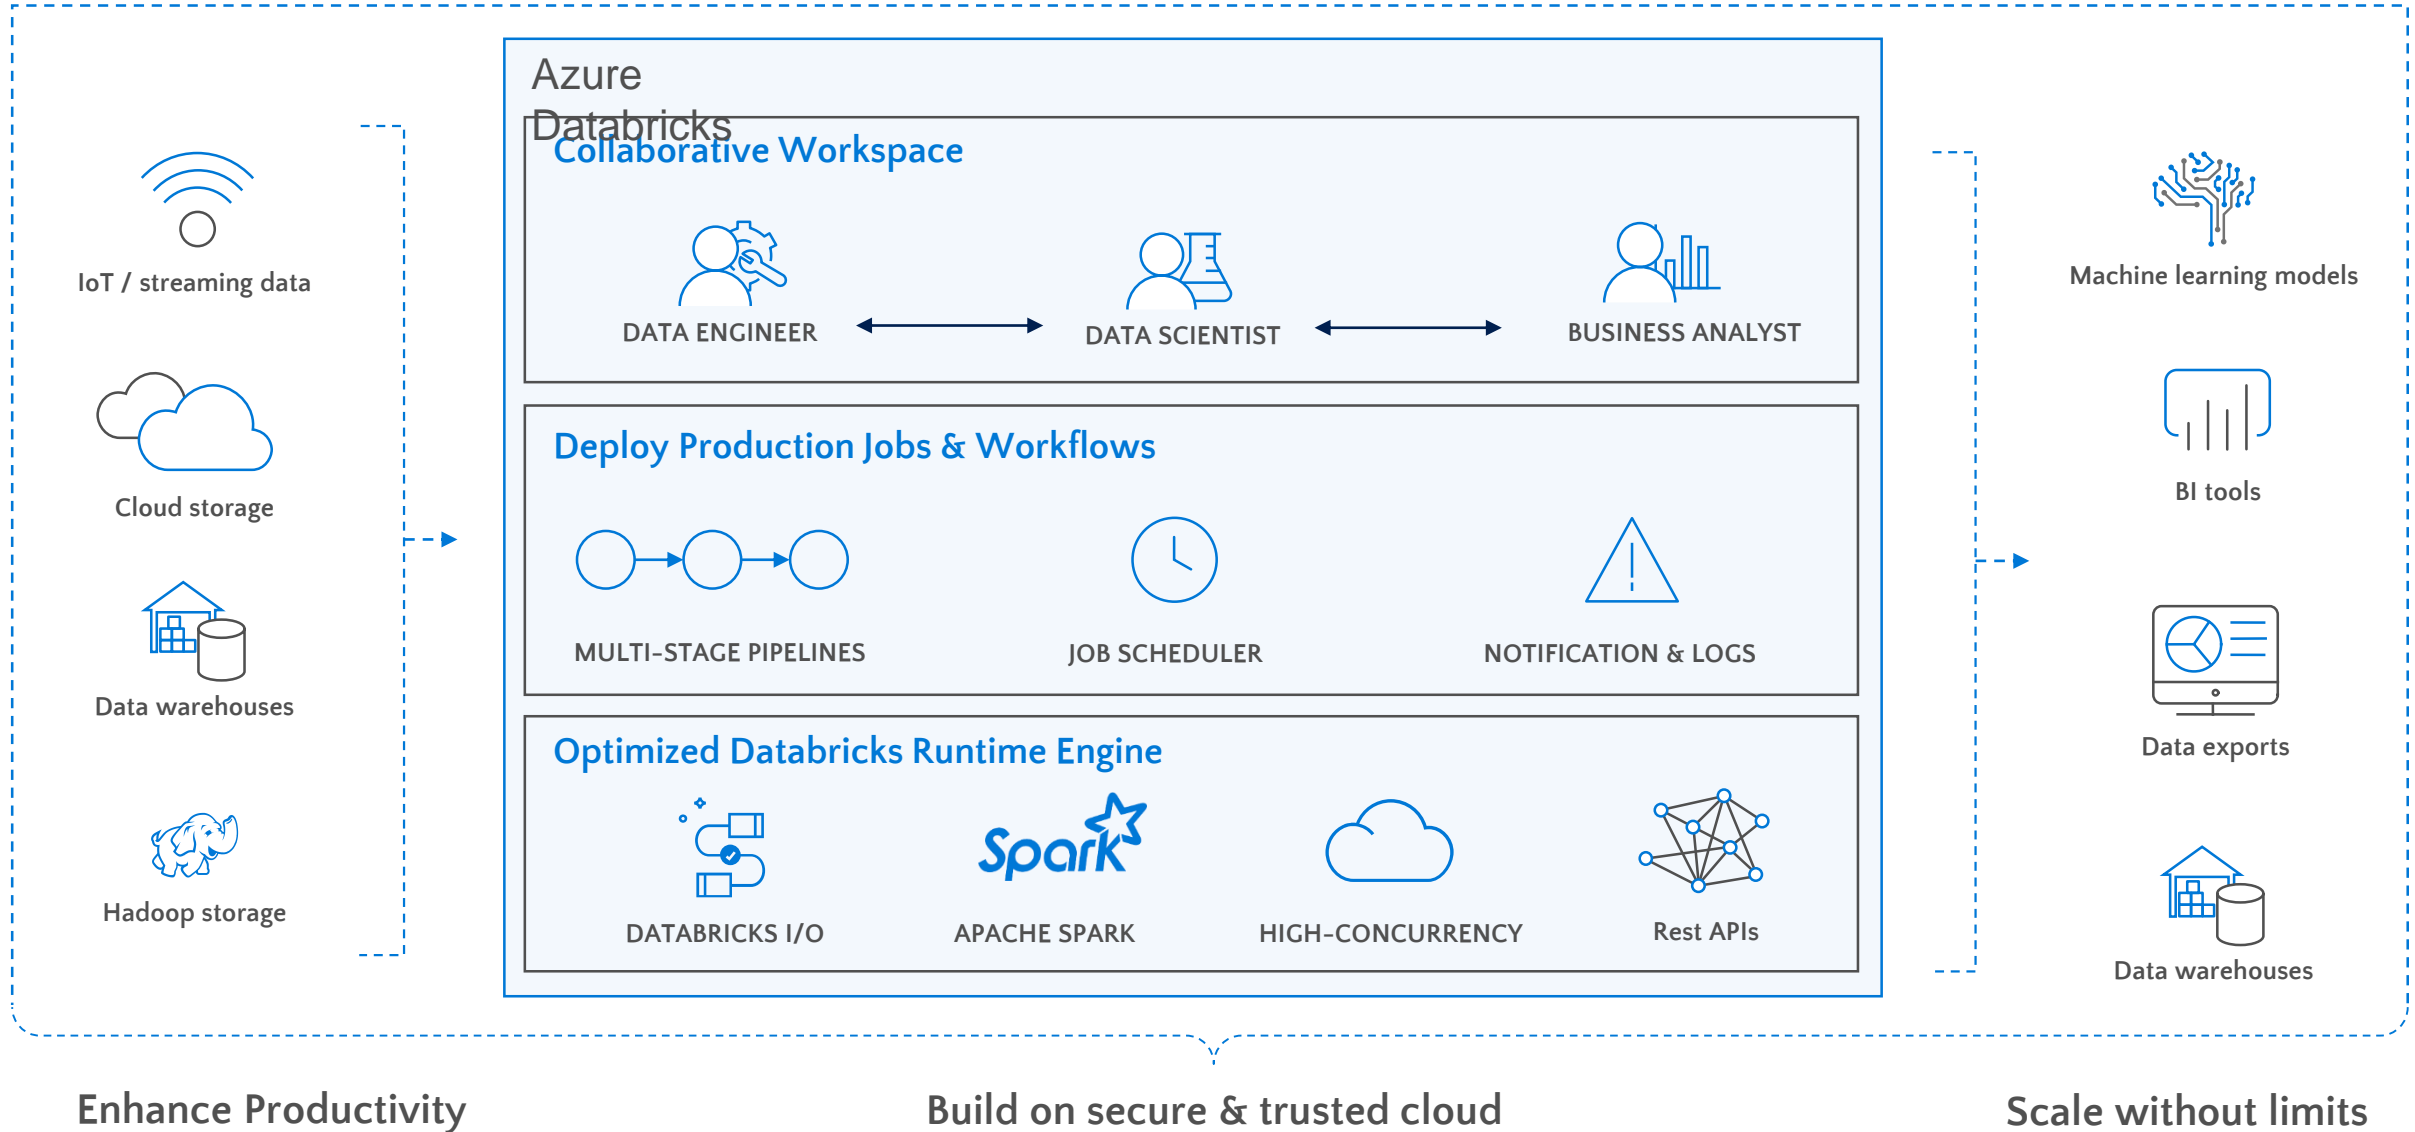 Azure
Databricks
Collaborative Workspace
DATA ENGINEER
DATA SCIENTIST
BUSINESS ANALYST
Deploy Production Jobs & Workflows
MULTI-STAGE PIPELINES
JOB SCHEDULER
NOTIFICATION & LOGS
Optimized Databricks Runtime Engine
Spark
DATABRICKS I/O
APACHE SPARK
HIGH-CONCURRENCY
Rest APIs
IoT / streaming data
Cloud storage
Data warehouses
Hadoop storage
Machine learning models
BI tools
Data exports
Data warehouses
Enhance Productivity
Build on secure & trusted cloud
Scale without limits